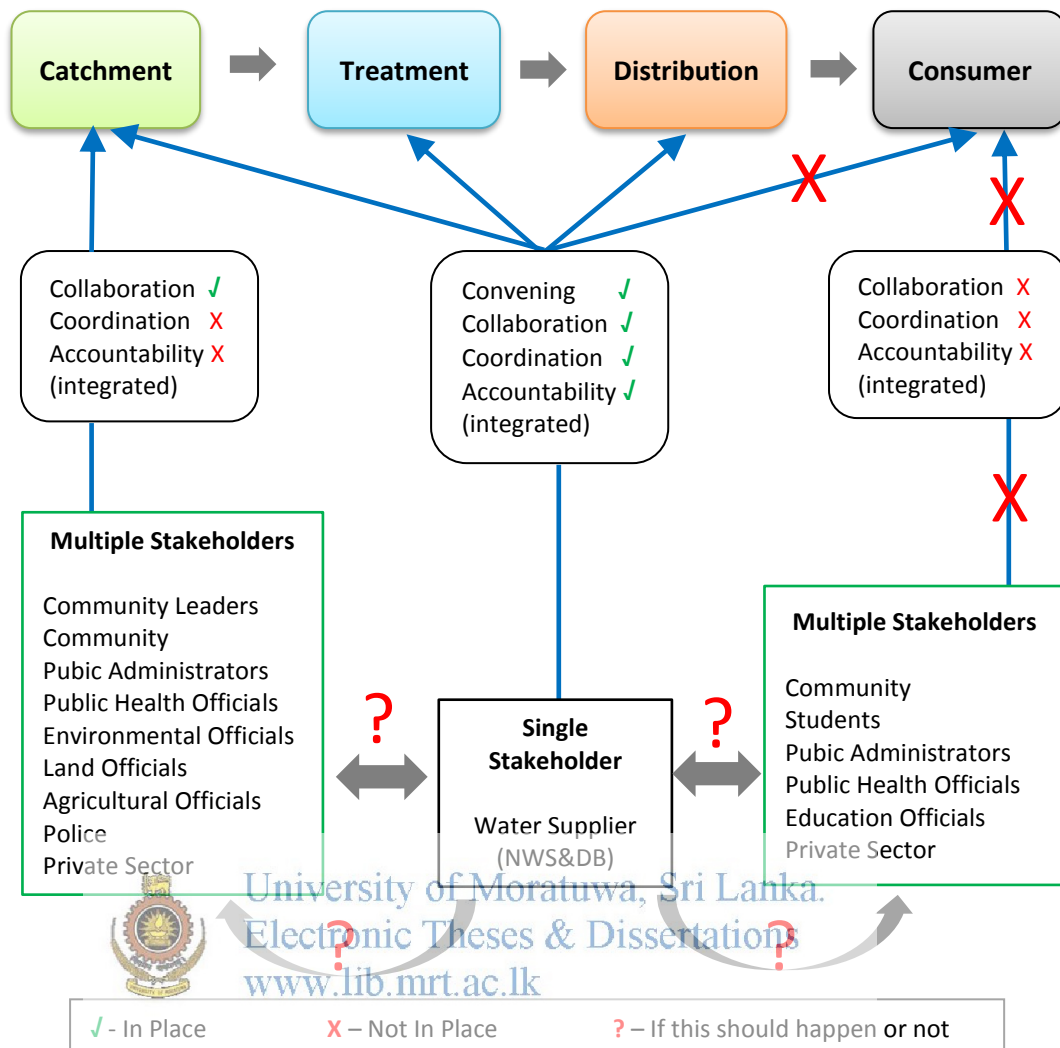 Catchment
Treatment
Distribution
Consumer
X
X
Collaboration √
Coordination X
Accountability X
(integrated)
Convening √
Collaboration √
Coordination √
Accountability √
(integrated)
Collaboration X
Coordination X
Accountability X
(integrated)
X
Multiple Stakeholders
Community Leaders
Community
Pubic Administrators
Public Health Officials
Environmental Officials
Land Officials
Agricultural Officials
Police
Private Sector
?
Single
Stakeholder
Water Supplier
(NWS&DB)
?
Multiple Stakeholders
Community
Students
Pubic Administrators
Public Health Officials
Education Officials
Private Sector
University of Moratuwa, Sri Lanka.
Electronic Theses & Dissertations
www.lib.mrt.ac.lk
?
?
√ - In Place
X – Not In Place
? – If this should happen or not